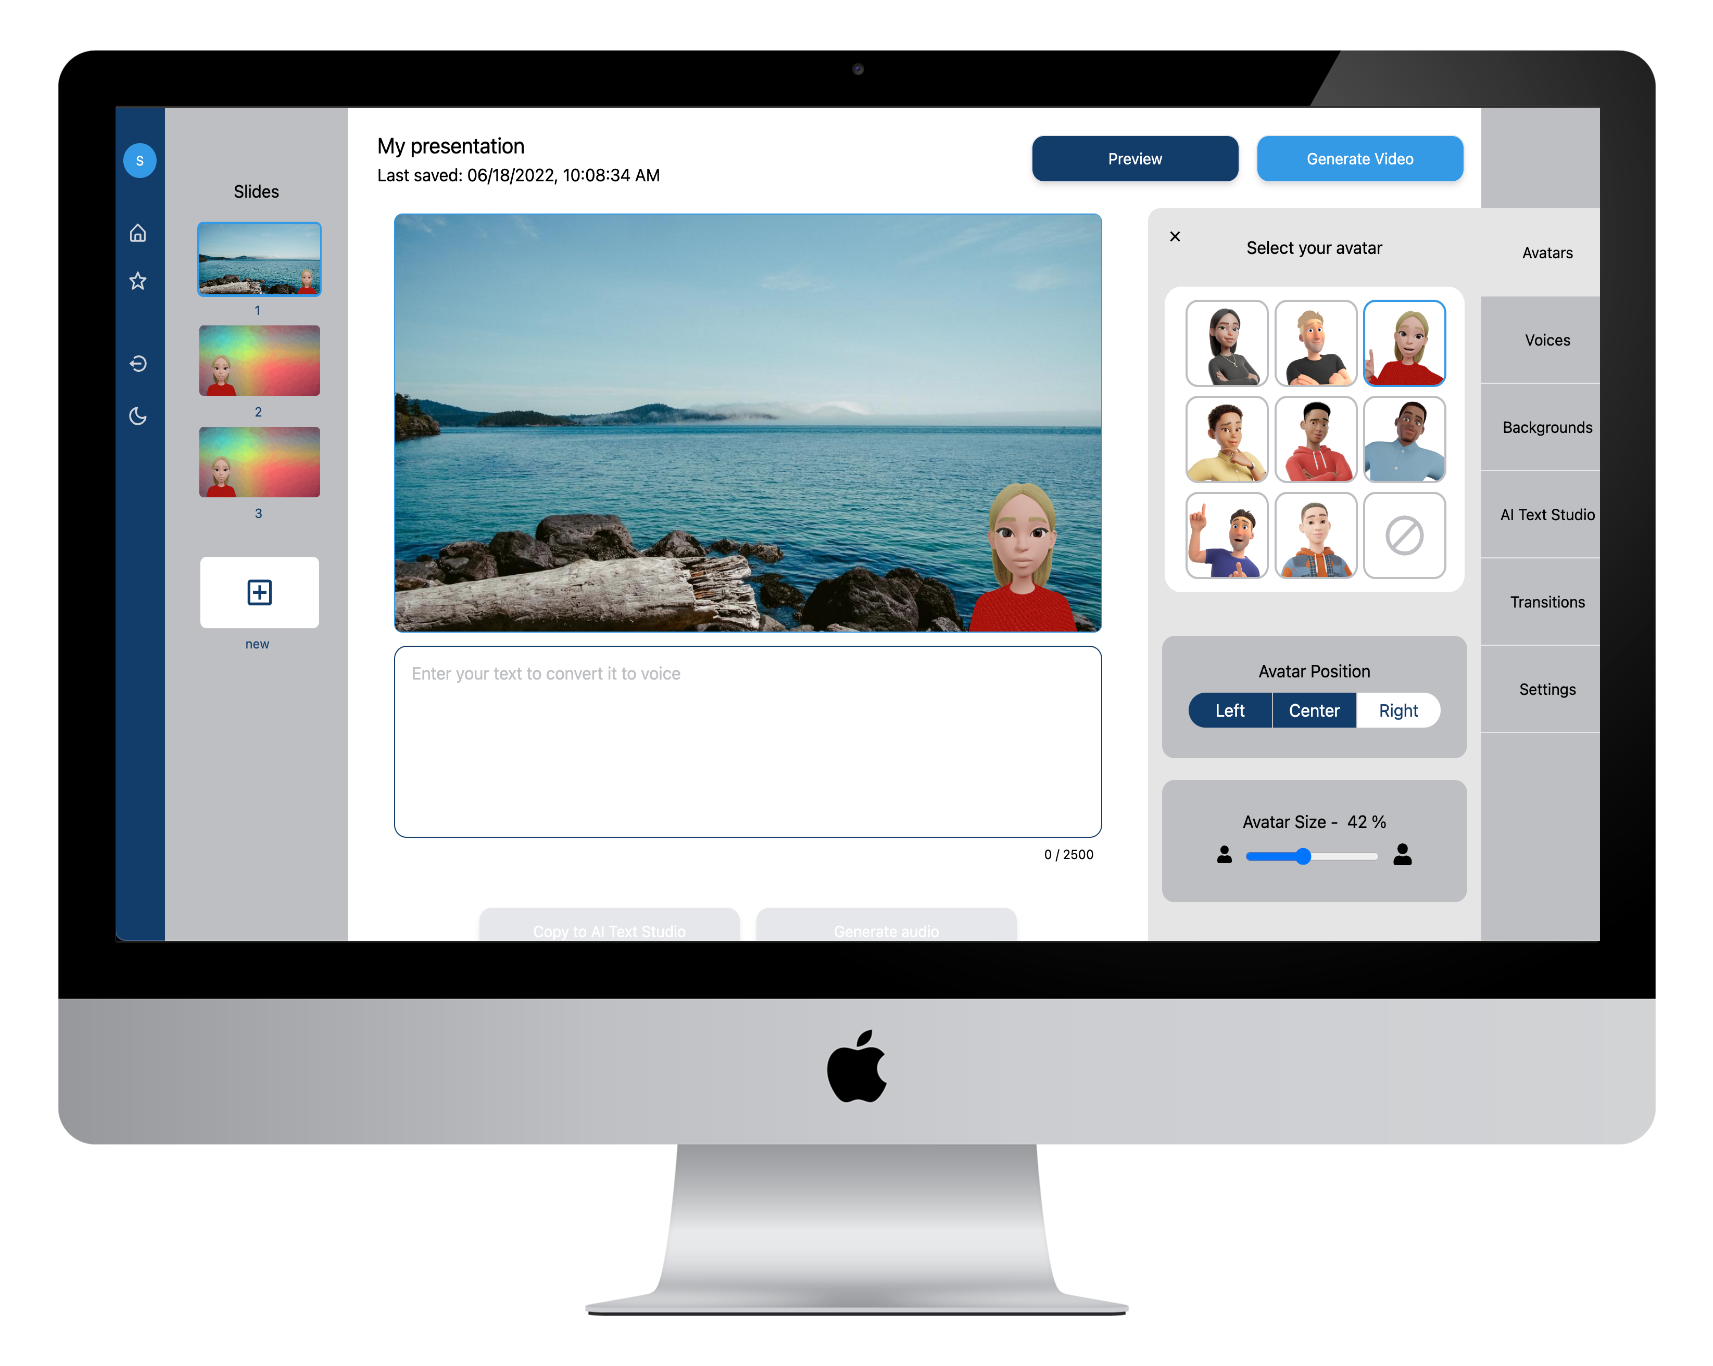 S
Slides
1
2
3
new
My presentation
Last saved: 06/18/2022, 10:08:34 AM
Preview
Generate Video
Enter your text to convert it to voice
0 / 2500
Copy to AI Text Studio
Generate audio
×
Select your avatar
Avatar Position
Left Center Right
Avatar Size - 42 %
Avatars
Voices
Backgrounds
AI Text Studio
Transitions
Settings